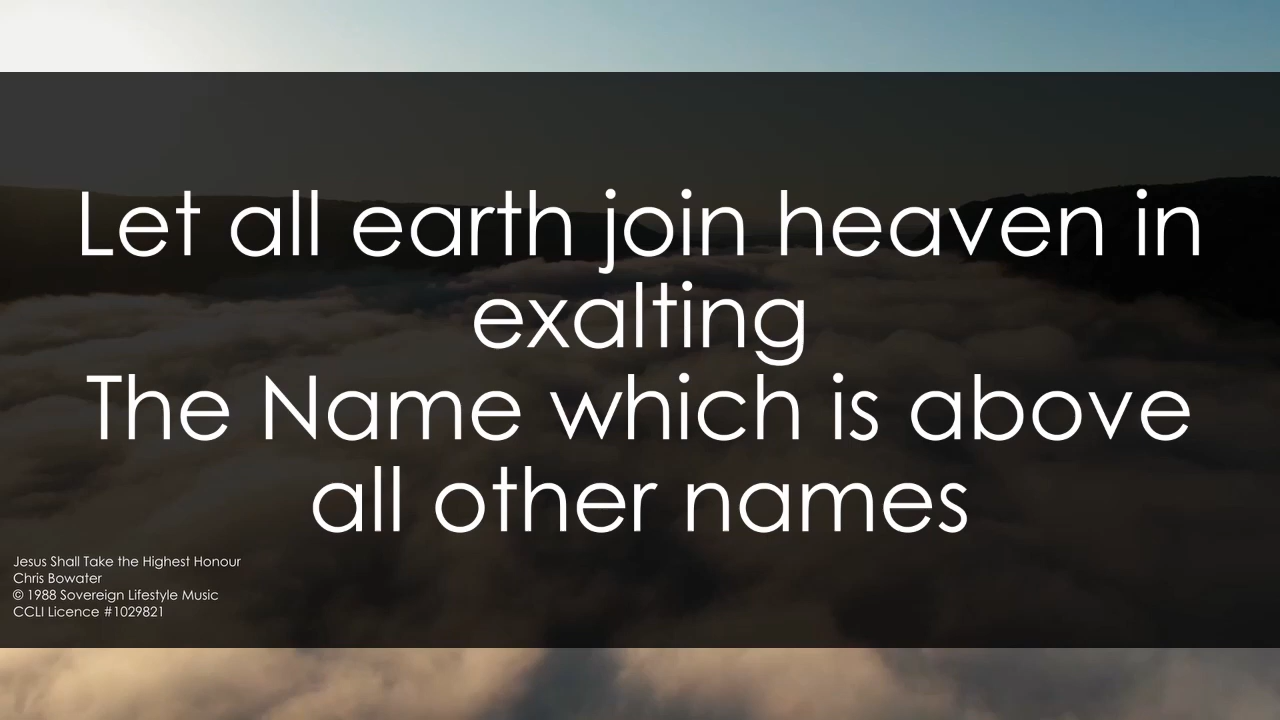 Let all earth join heaven in
exalting
The Name which is above
all other names
Jesus Shall Take the Highest Honour
Chris Bowater
© 1988 Sovereign Lifestyle Music
CCLI Licence #1029821